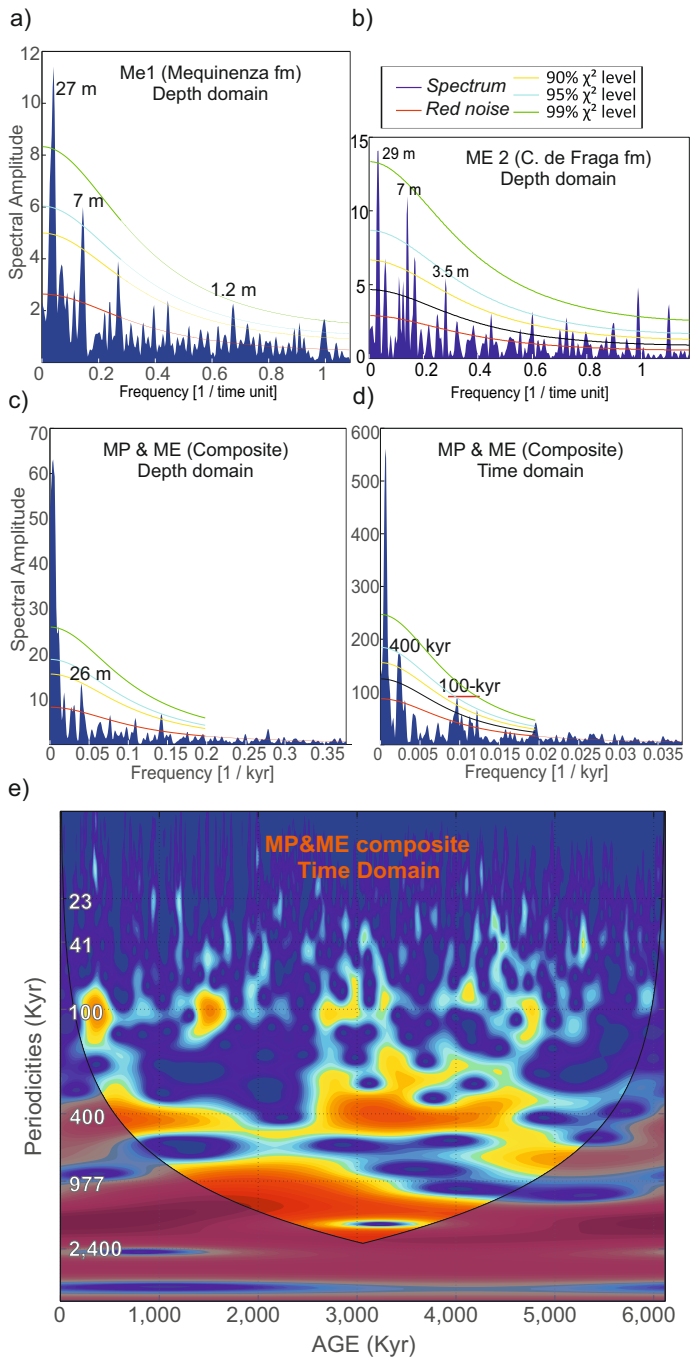 a)
b)
Me1 (Mequinenza fm)
Depth domain
27 m
7 m
1.2 m
Spectral Amplitude
12
10
8
6
4
2
0
0.2
0.4
0.6
0.8
1
Frequency [1 / time unit]
Spectrum
Red noise
90% χ² level
95% χ² level
99% χ² level
ME 2 (C. de Fraga fm)
Depth domain
29 m
7 m
3.5 m
15
10
5
0
0
0.2
0.4
0.6
0.8
1
Frequency [1 / time unit]
c)
d)
MP & ME (Composite)
Depth domain
26 m
Spectral Amplitude
70
60
50
40
30
20
10
0
0.05
0.1
0.15
0.2
0.25
0.3
0.35
Frequency [1 / kyr]
MP & ME (Composite)
Time domain
400 kyr
100-kyr
600
500
400
300
200
100
0
0.005
0.01
0.015
0.02
0.025
0.03
0.035
Frequency [1 / kyr]
e)
MP&ME composite
Time Domain
Periodicities (Kyr)
23
41
100
400
977
2,400
0
1,000
2,000
3,000
4,000
5,000
6,000
AGE (Kyr)